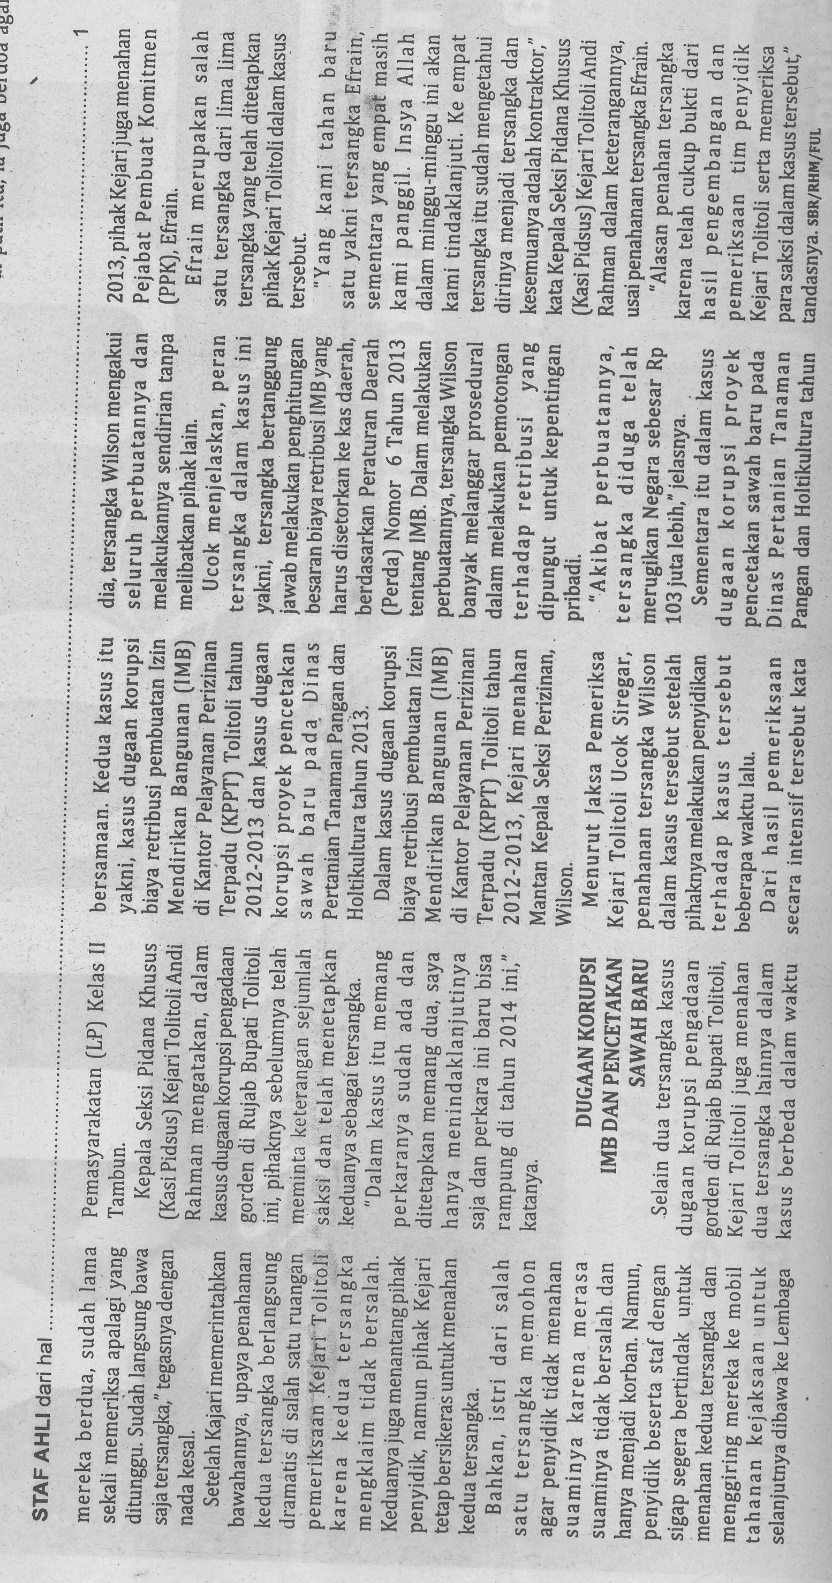 STAF AHLI dari hal ........................................ 1
mereka berdua, sudah lama
sekali memeriksa apalagi yang
ditunggu. Sudah langsung bawa
saja tersangka,” tegasnya dengan
nada kesal.
Setelah Kajari memerintahkan
bawahannya, upaya penahanan
kedua tersangka berlangsung
dramatis di salah satu ruangan
pemeriksaan Kejari Tolitoli
karena kedua tersangka
mengklaim tidak bersalah.
Keduanya juga menantang pihak
penyidik, namun pihak Kejari
tetap bersikeras untuk menahan
kedua tersangka.
Bahkan, istri dari salah
satu tersangka memohon
agar penyidik tidak menahan
suaminya karena merasa
suaminya tidak bersalah dan
hanya menjadi korban. Namun,
penyidik beserta staf dengan
sigap segera bertindak untuk
menahan kedua tersangka dan
menggiring mereka ke mobil
tahanan kejaksaan untuk
selanjutnya dibawa ke Lembaga
Pemasyarakatan (LP) Kelas II
Tambun.
Kepala Seksi Pidana Khusus
(Kasi Pidsus) Kejari Tolitoli Andi
Rahman mengatakan, dalam
kasus dugaan korupsi pengadaan
gorden di Rujab Bupati Tolitoli
ini, pihaknya sebelumnya telah
meminta keterangan sejumlah
saksi dan telah menetapkan
keduanya sebagai tersangka.
“Dalam kasus itu memang
perkaranya sudah ada dan
ditetapkan memang dua, saya
hanya menindaklanjutinya
saja dan perkara ini baru bisa
rampung di tahun 2014 ini,”
katanya.
DUGAAN KORUPSI
IMB DAN PENCETAKAN
SAWAH BARU
Selain dua tersangka kasus
dugaan korupsi pengadaan
gorden di Rujab Bupati Tolitoli,
Kejari Tolitoli juga menahan
dua tersangka lainnya dalam
kasus berbeda dalam waktu
bersamaan. Kedua kasus itu
yakni, kasus dugaan korupsi
biaya retribusi pembuatan Izin
Mendirikan Bangunan (IMB)
di Kantor Pelayanan Perizinan
Terpadu (KPPT) Tolitoli tahun
2012-2013 dan kasus dugaan
korupsi proyek pencetakan
sawah baru pada Dinas
Pertanian Tanaman Pangan dan
Holtikultura tahun 2013.
Dalam kasus dugaan korupsi
biaya retribusi pembuatan Izin
Mendirikan Bangunan (IMB)
di Kantor Pelayanan Perizinan
Terpadu (KPPT) Tolitoli tahun
2012-2013, Kejari menahan
Mantan Kepala Seksi Perizinan,
Wilson.
Menurut Jaksa Pemeriksa
Kejari Tolitoli Ucok Siregar,
penahanan tersangka Wilson
dalam kasus tersebut setelah
pihaknya melakukan penyidikan
terhadap kasus tersebut
beberapa waktu lalu.
Dari hasil pemeriksaan
secara intensif tersebut kata
dia, tersangka Wilson mengakui
seluruh perbuatannya dan
melakukannya sendirian tanpa
melibatkan pihak lain.
Ucok menjelaskan, peran
tersangka dalam kasus ini
yakni, tersangka bertanggung
jawab melakukan penghitungan
besaran biaya retribusi IMB yang
harus disetorkan ke kas daerah,
berdasarkan Peraturan Daerah
(Perda) Nomor 6 Tahun 2013
tentang IMB. Dalam melakukan
perbuatannya, tersangka Wilson
banyak melanggar prosedural
dalam melakukan pemotongan
terhadap retribusi yang
dipungut untuk kepentingan
pribadi.
“Akibat perbuatannya,
tersangka diduga telah
merugikan Negara sebesar Rp
103 juta lebih,”jelasnya.
Sementara itu dalam kasus
dugaan korupsi proyek
pencetakan sawah baru pada
Dinas Pertanian Tanaman
Pangan dan Holtikultura tahun
2013, pihak Kejari juga menahan
Pejabat Pembuat Komitmen
(PPK), Efrain.
Efrain merupakan salah
satu tersangka dari lima lima
tersangka yang telah ditetapkan
pihak Kejari Tolitoli dalam kasus
tersebut.
“Yang kami tahan baru
satu yakni tersangka Efrain,
sementara yang empat masih
kami panggil. Insya Allah
dalam minggu-minggu ini akan
kami tindaklanjuti. Ke empat
tersangka itu sudah mengetahui
dirinya menjadi tersangka dan
kesemuanya adalah kontraktor,”
kata Kepala Seksi Pidana Khusus
(Kasi Pidsus) Kejari Tolitoli Andi
Rahman dalam keterangannya,
usai penahanan tersangka Efrain.
“Alasan penahan tersangka
karena telah cukup bukti dari
hasil pengembangan dan
pemeriksaan tim penyidik
Kejari Tolitoli serta memeriksa
para saksi dalam kasus tersebut,”
tandasnya. SBR/RHM/FUL